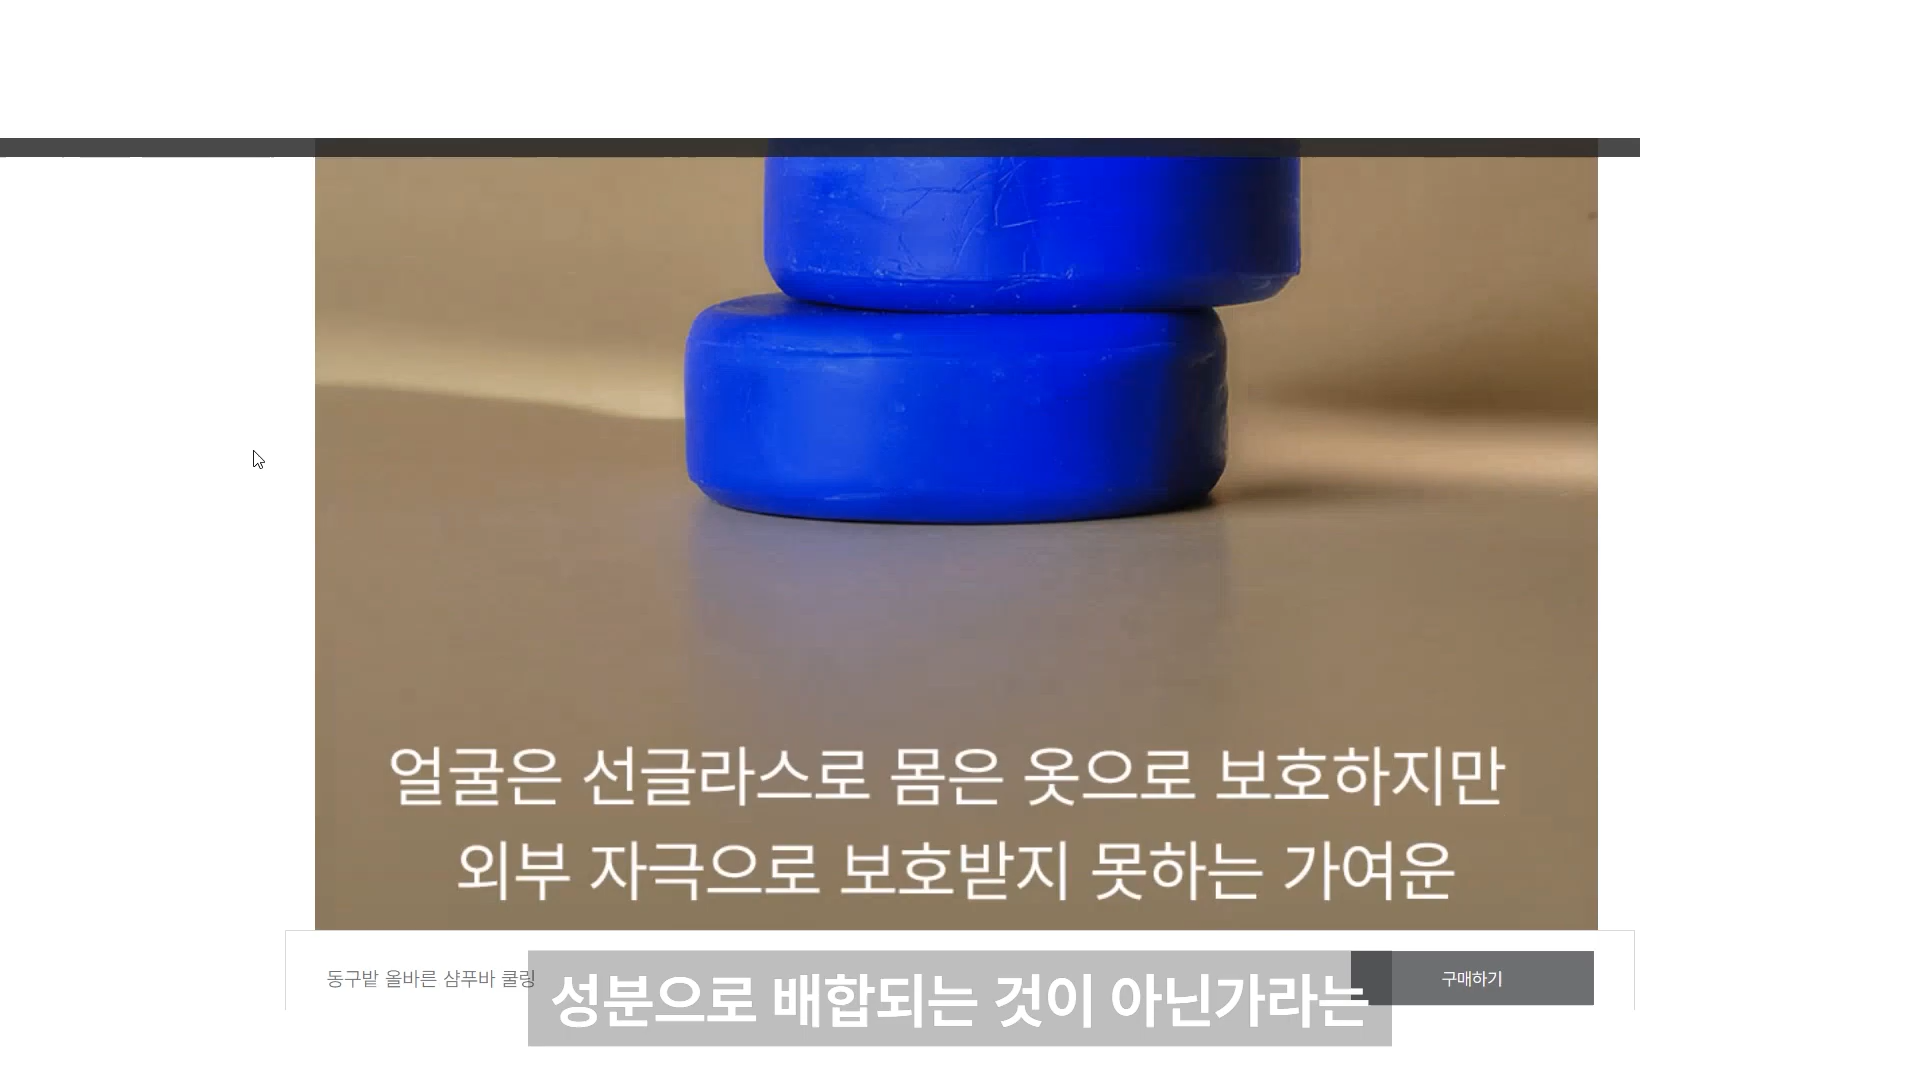 얼굴은 선글라스로 몸은 옷으로 보호하지만
외부 자극으로 보호받지 못하는 가여운
동구밭 올바른 샴푸바 쿨링
구매하기
성분으로 배합되는 것이 아닌가라는